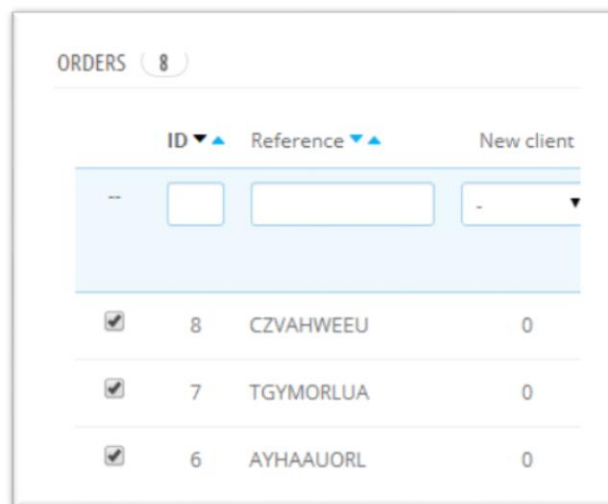 ORDERS 8
ID Reference New client
-- -
8 CZVAHWEEU 0
7 TGYMORLUA 0
6 AYHAAUORL 0